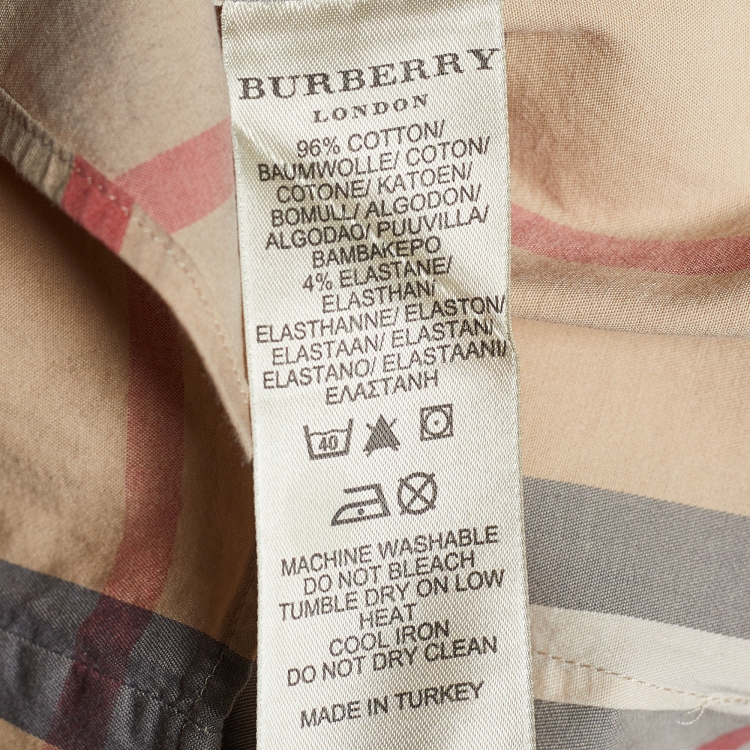 BURBERRY
LONDON
96% COTTON/
BAUMWOLLE/ COTON/
COTONE/ KATOEN/
BOMULL/ ALGODON/
ALGODAO/ PUUVILLA/
BAMBAKEPO
4% ELASTANE/
ELASTHAN/
ELASTHANNE/ ELASTON/
ELASTAAN/ ELASTAN/
ELASTANO/ ELASTAANI/
ΕΛΑΣΤΑΝΗ
40
MACHINE WASHABLE
DO NOT BLEACH
TUMBLE DRY ON LOW
HEAT
COOL IRON
DO NOT DRY CLEAN
MADE IN TURKEY